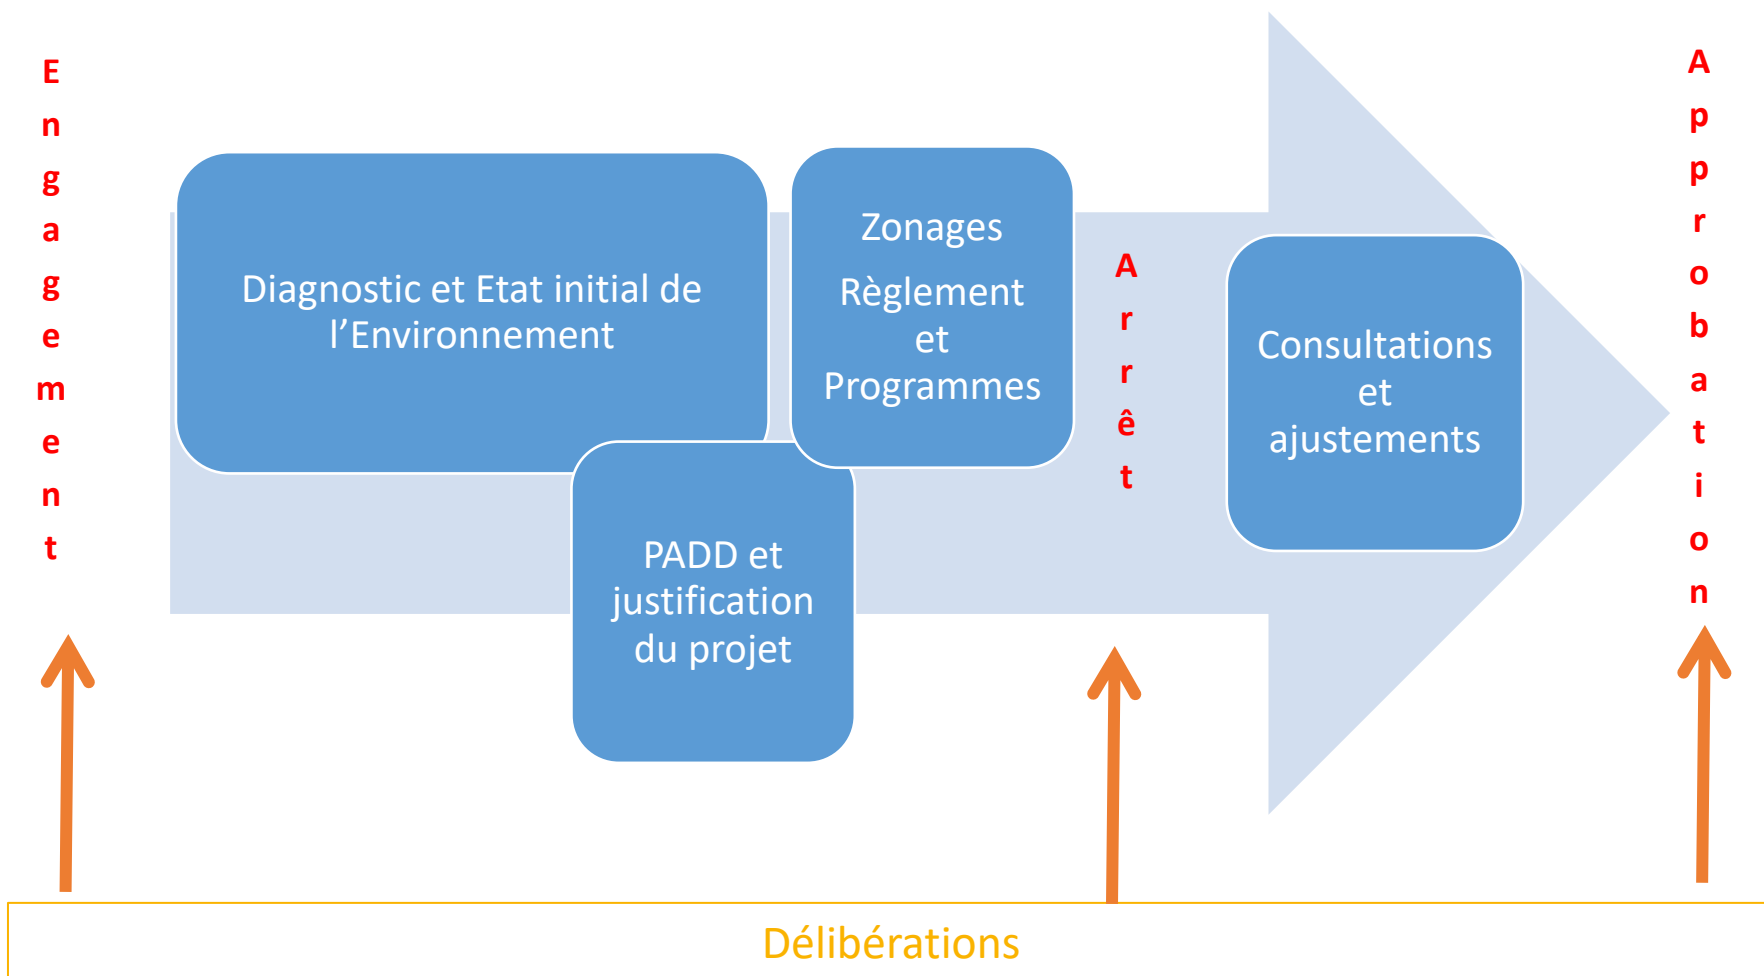 Engagement
Diagnostic et Etat initial de
l’Environnement
PADD et
justification
du projet
Zonages
Règlement
et
Programmes
Arrêt
Consultations
et
ajustements
Approbation
Délibérations